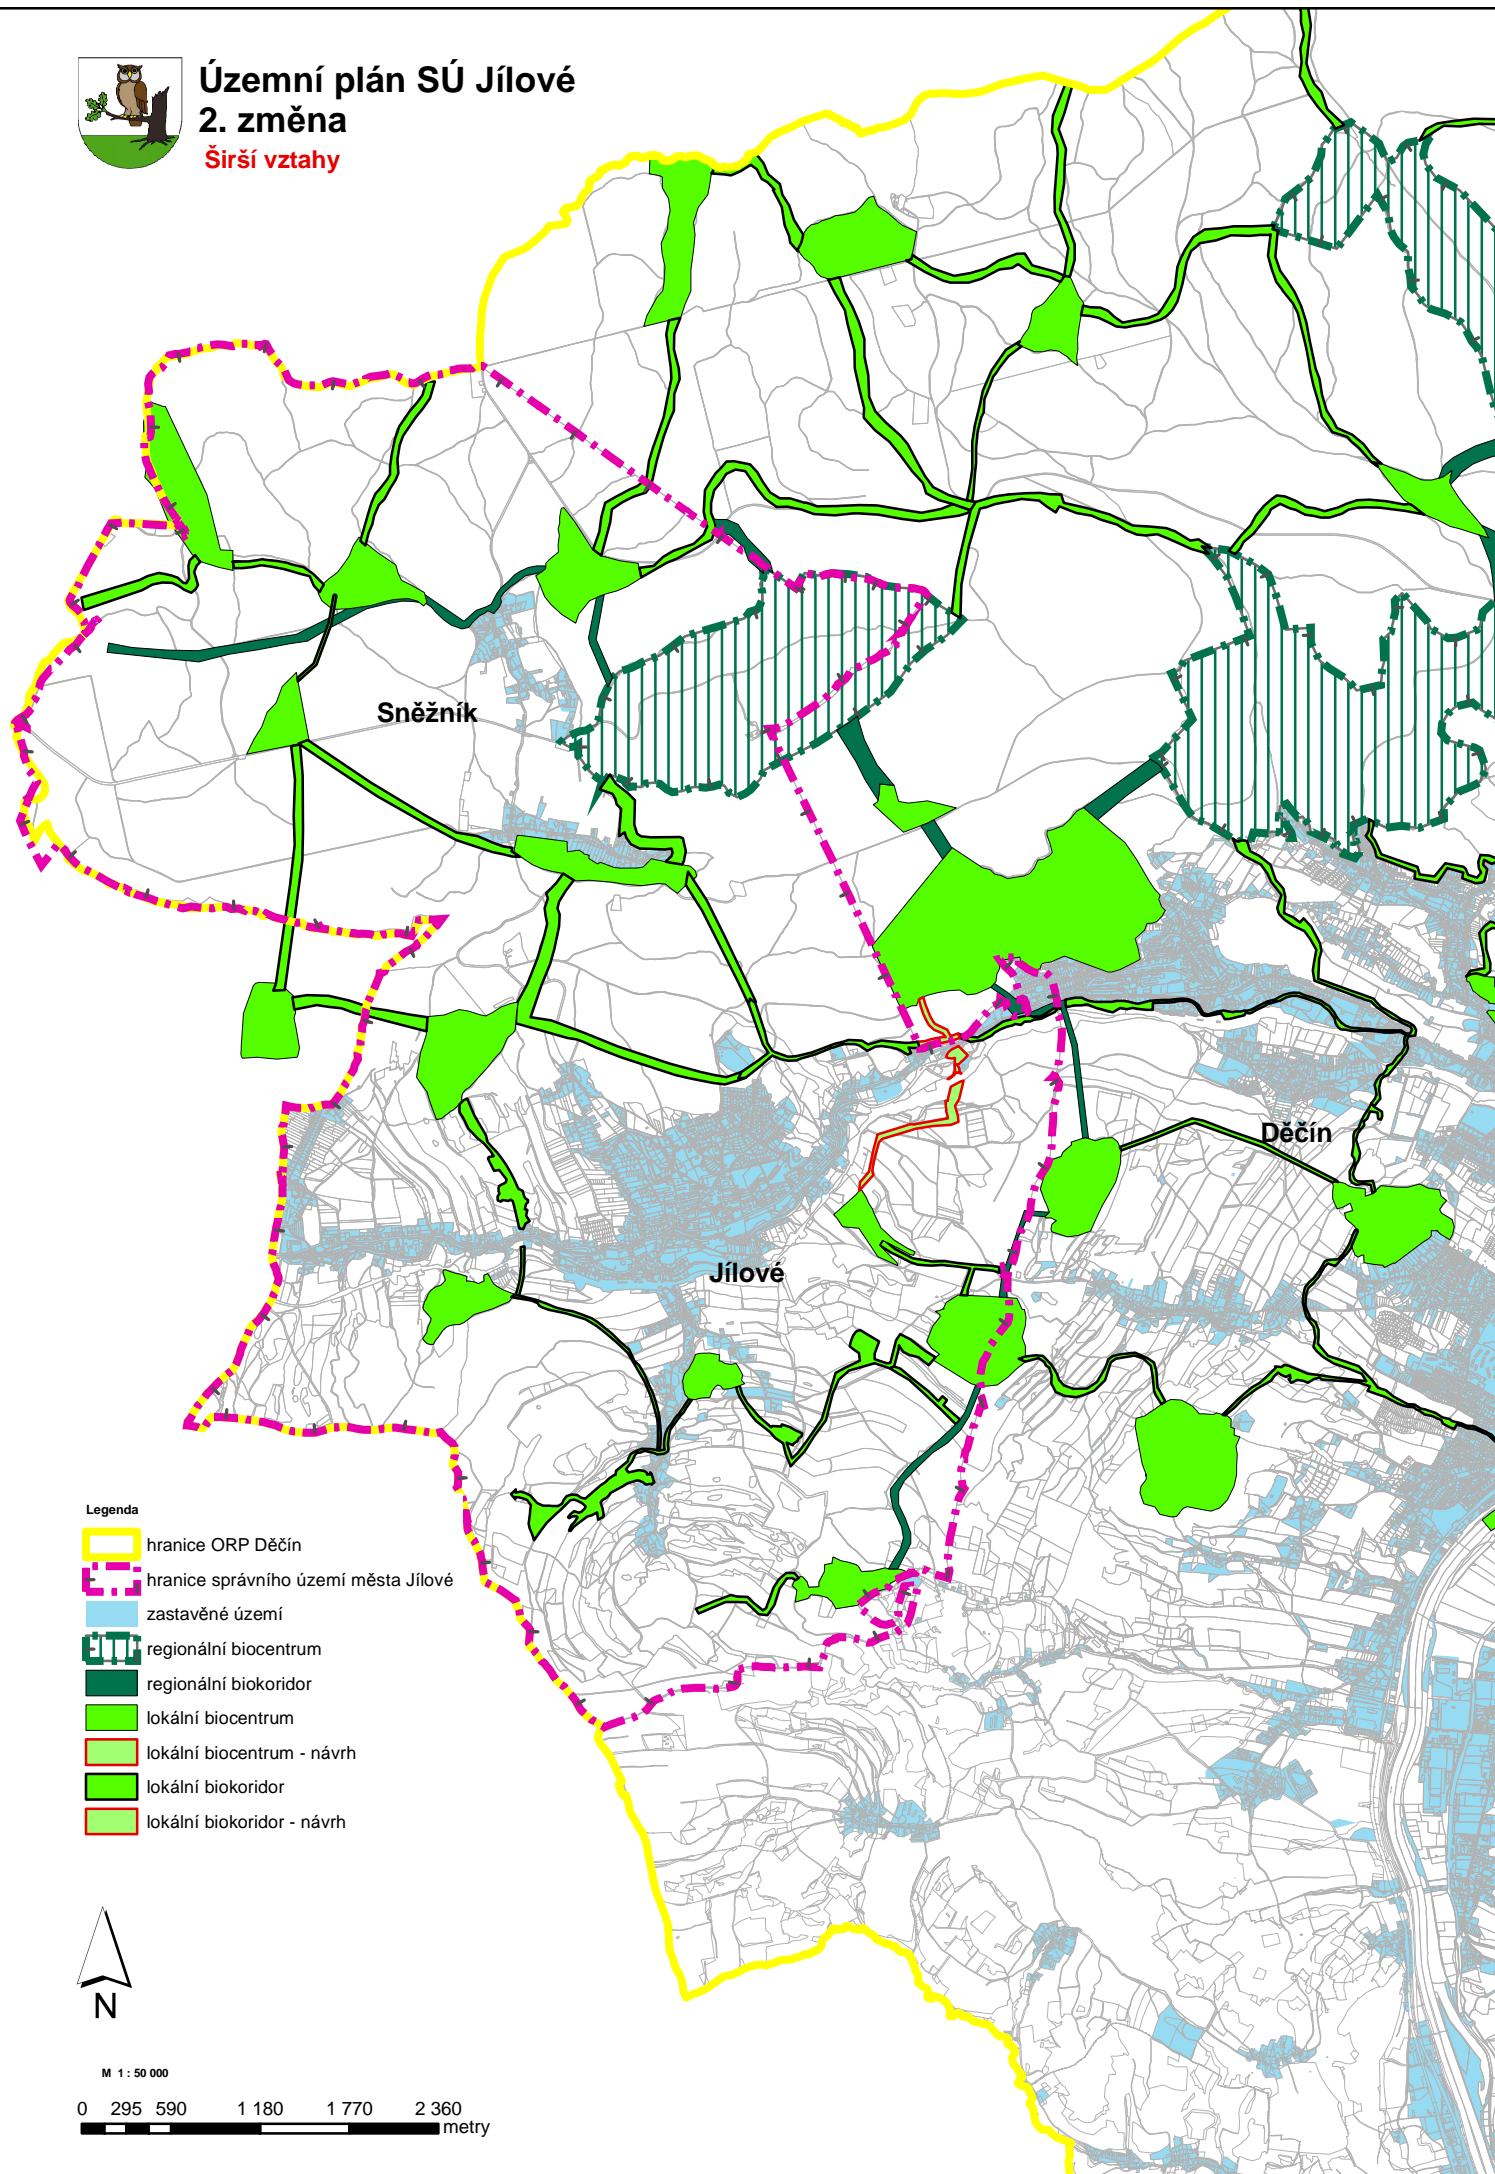 Územní plán SÚ Jílové
2. změna
Širší vztahy
Sněžník
Děčín
Jílové
Legenda
hranice ORP Děčín
hranice správního území města Jílové
zastavěné území
regionální biocentrum
regionální biokoridor
lokální biocentrum
lokální biocentrum - návrh
lokální biokoridor
lokální biokoridor - návrh
N
M 1 : 50 000
0 295 590 1 180 1 770 2 360
metry